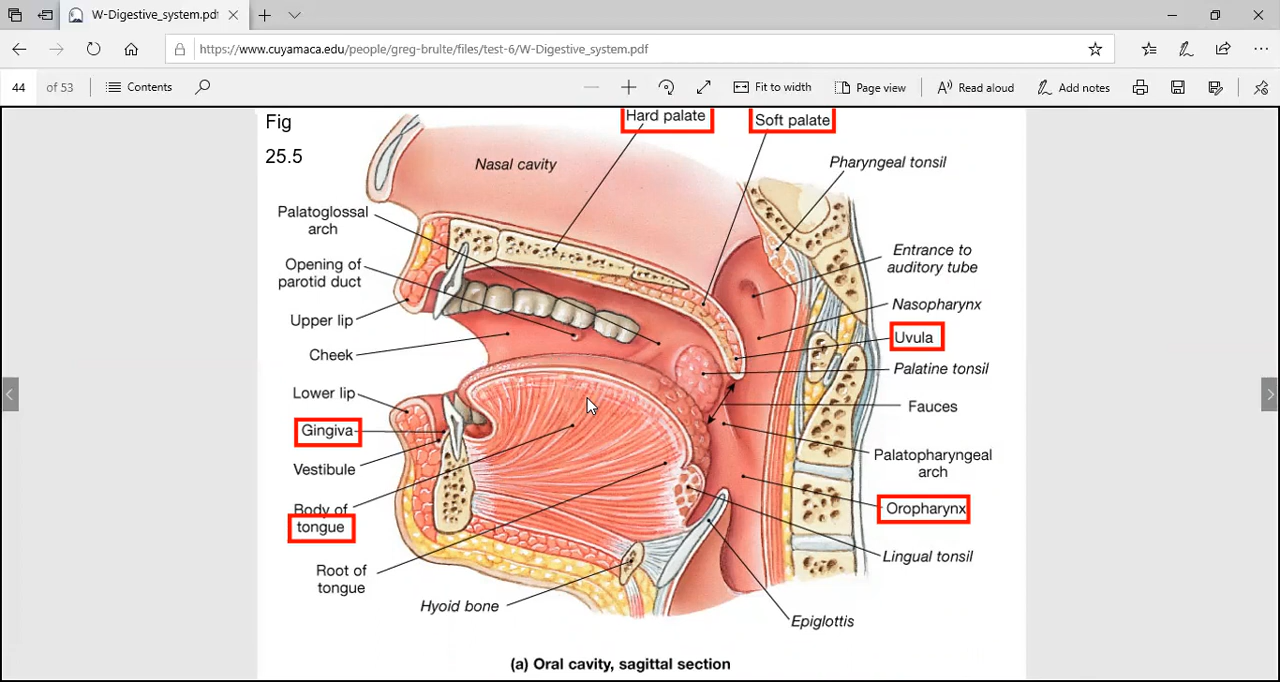 W-Digestive_system.pdf
https://www.cuyamaca.edu/people/greg-brulte/files/test-6/W-Digestive_system.pdf
44 of 53 Contents Fit to width Page view Read aloud Add notes
Fig
25.5
Hard palate
Soft palate
Nasal cavity
Pharyngeal tonsil
Palatoglossal
arch
Opening of
parotid duct
Upper lip
Cheek
Lower lip
Gingiva
Vestibule
Body of
tongue
Root of
tongue
Hyoid bone
Entrance to
auditory tube
Nasopharynx
Uvula
Palatine tonsil
Fauces
Palatopharyngeal
arch
Oropharynx
Lingual tonsil
Epiglottis
(a) Oral cavity, sagittal section